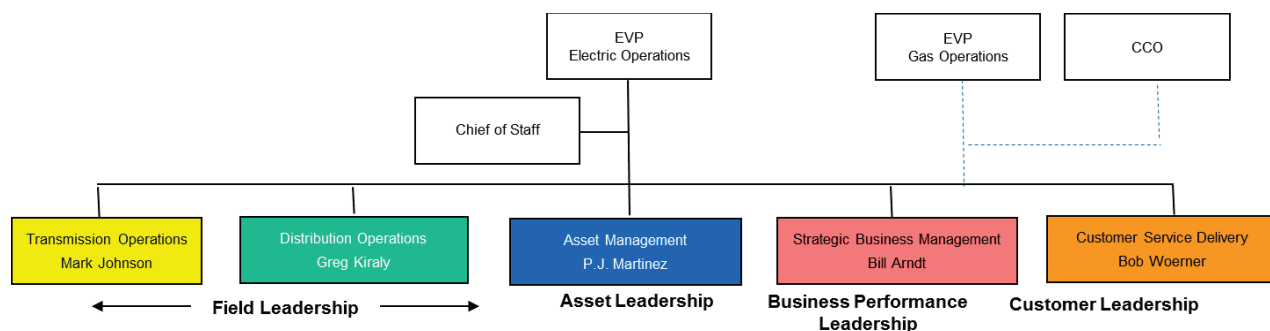 EVP
Electric Operations
EVP
Gas Operations
CCO
Chief of Staff
Transmission Operations
Mark Johnson
Distribution Operations
Greg Kiraly
Asset Management
P.J. Martinez
Strategic Business Management
Bill Arndt
Customer Service Delivery
Bob Woerner
Field Leadership
Asset Leadership
Business Performance
Leadership
Customer Leadership